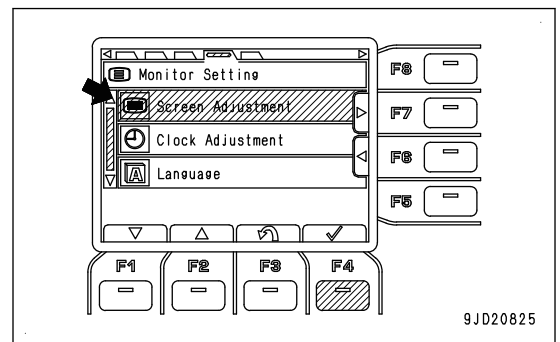 Monitor Setting
Screen Adjustment
Clock Adjustment
A Language
F8
F7
F6
F5
F1 F2 F3 F4
9JD20825